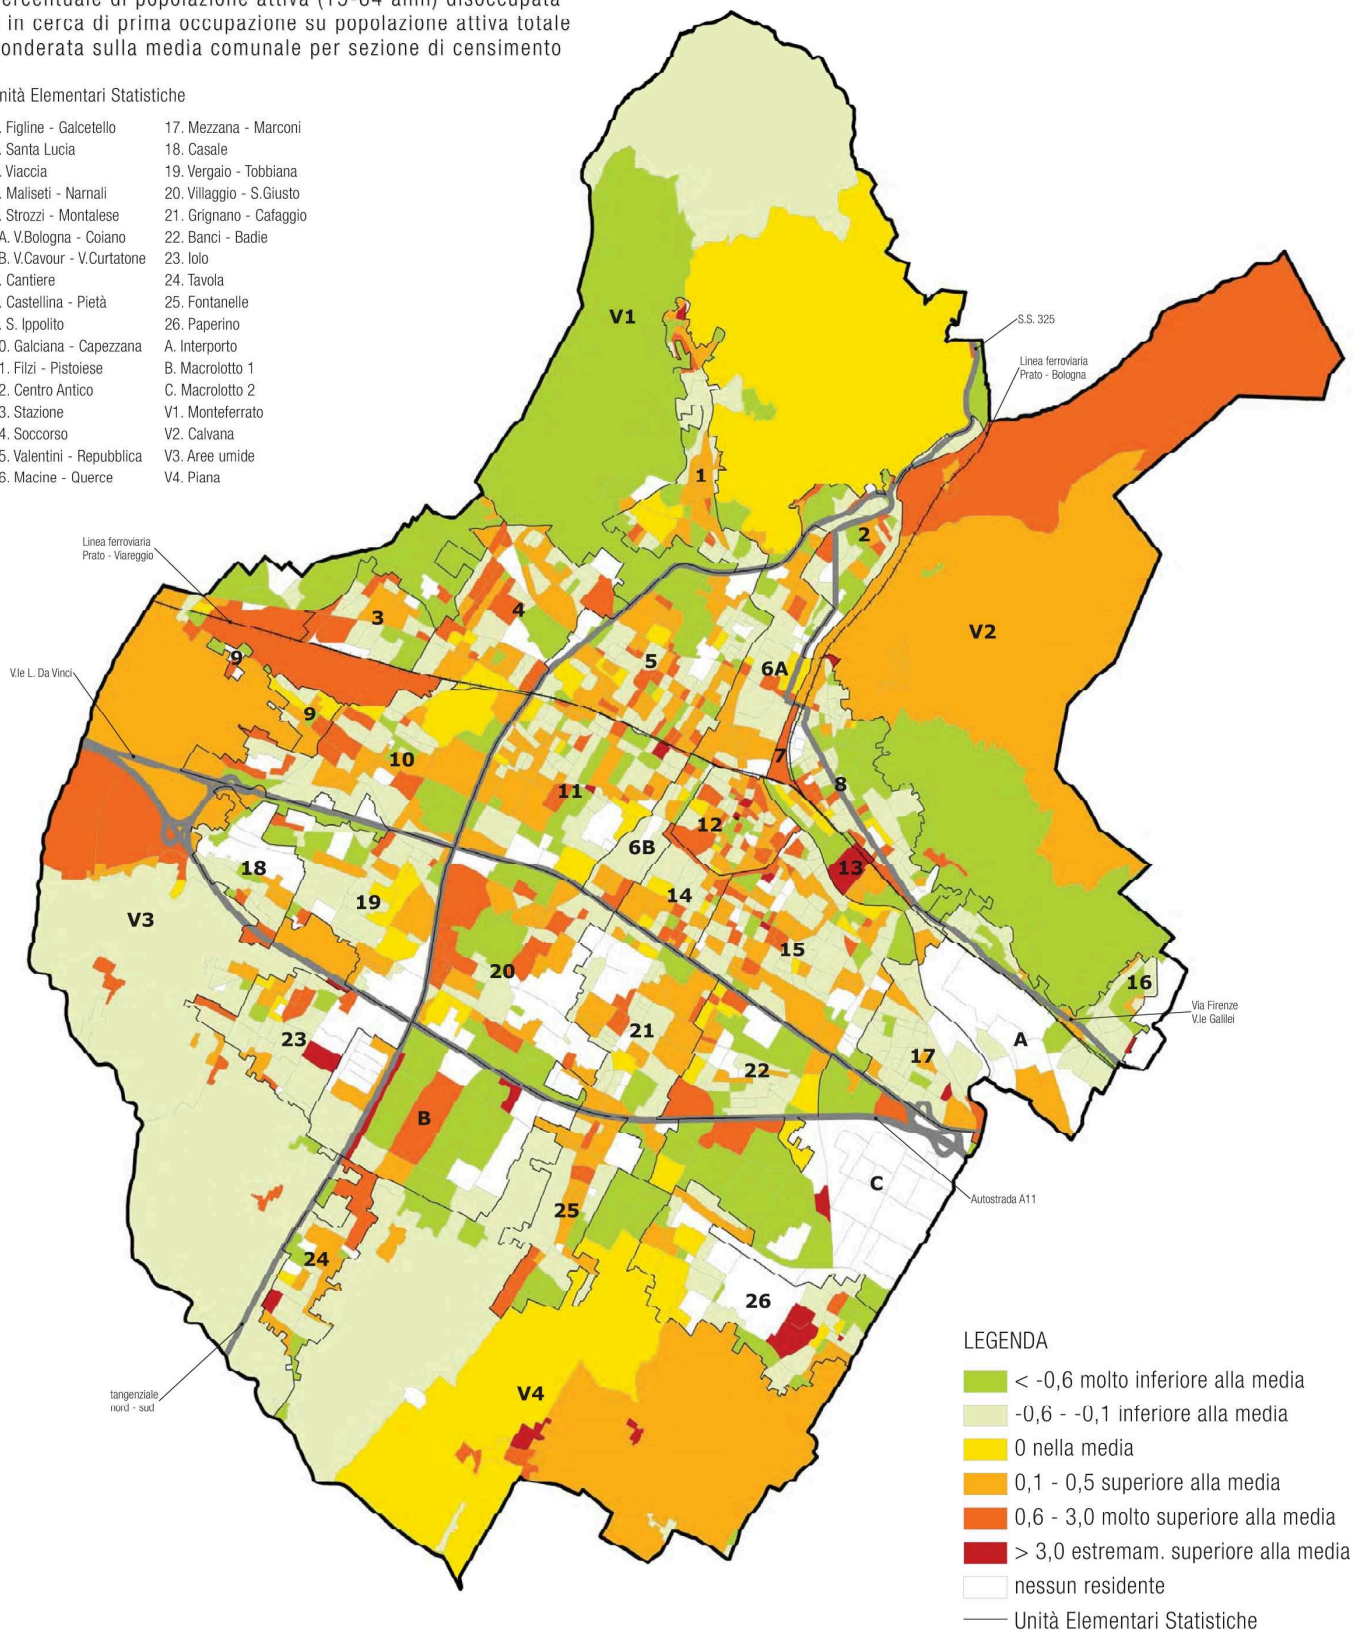 ercentuale di popolazione attiva (15-64 anni) disoccupata
in cerca di prima occupazione su popolazione attiva totale
onderata sulla media comunale per sezione di censimento
nità Elementari Statistiche
. Figline - Galcetello
. Santa Lucia
. Viaccia
. Maliseti - Narnali
. Strozzi - Montalese
A. V.Bologna - Coiano
B. V.Cavour - V.Curtatone
. Cantiere
. Castellina - Pietà
. S. Ippolito
0. Galciana - Capezzana
1. Filzi - Pistoiese
2. Centro Antico
3. Stazione
4. Soccorso
5. Valentini - Repubblica
6. Macine - Querce
17. Mezzana - Marconi
18. Casale
19. Vergaio - Tobbiana
20. Villaggio - S.Giusto
21. Grignano - Cafaggio
22. Banci - Badie
23. Iolo
24. Tavola
25. Fontanelle
26. Paperino
A. Interporto
B. Macrolotto 1
C. Macrolotto 2
V1. Monteferrato
V2. Calvana
V3. Aree umide
V4. Piana
V1
S.S. 325
Linea ferroviaria
Prato - Bologna
1
2
Linea ferroviaria
Prato - Viareggio
3
4
V2
5
6A
9
V.le L. Da Vinci
9
10
7
8
11
12
6B
13
18
14
19
V3
15
20
16
Via Firenze
V.le Galilei
21
23
A
17
22
B
C
Autostrada A11
25
24
26
tangenziale
nord - sud
V4
LEGENDA
< -0,6 molto inferiore alla media
-0,6 - -0,1 inferiore alla media
0 nella media
0,1 - 0,5 superiore alla media
0,6 - 3,0 molto superiore alla media
> 3,0 estremam. superiore alla media
nessun residente
Unità Elementari Statistiche